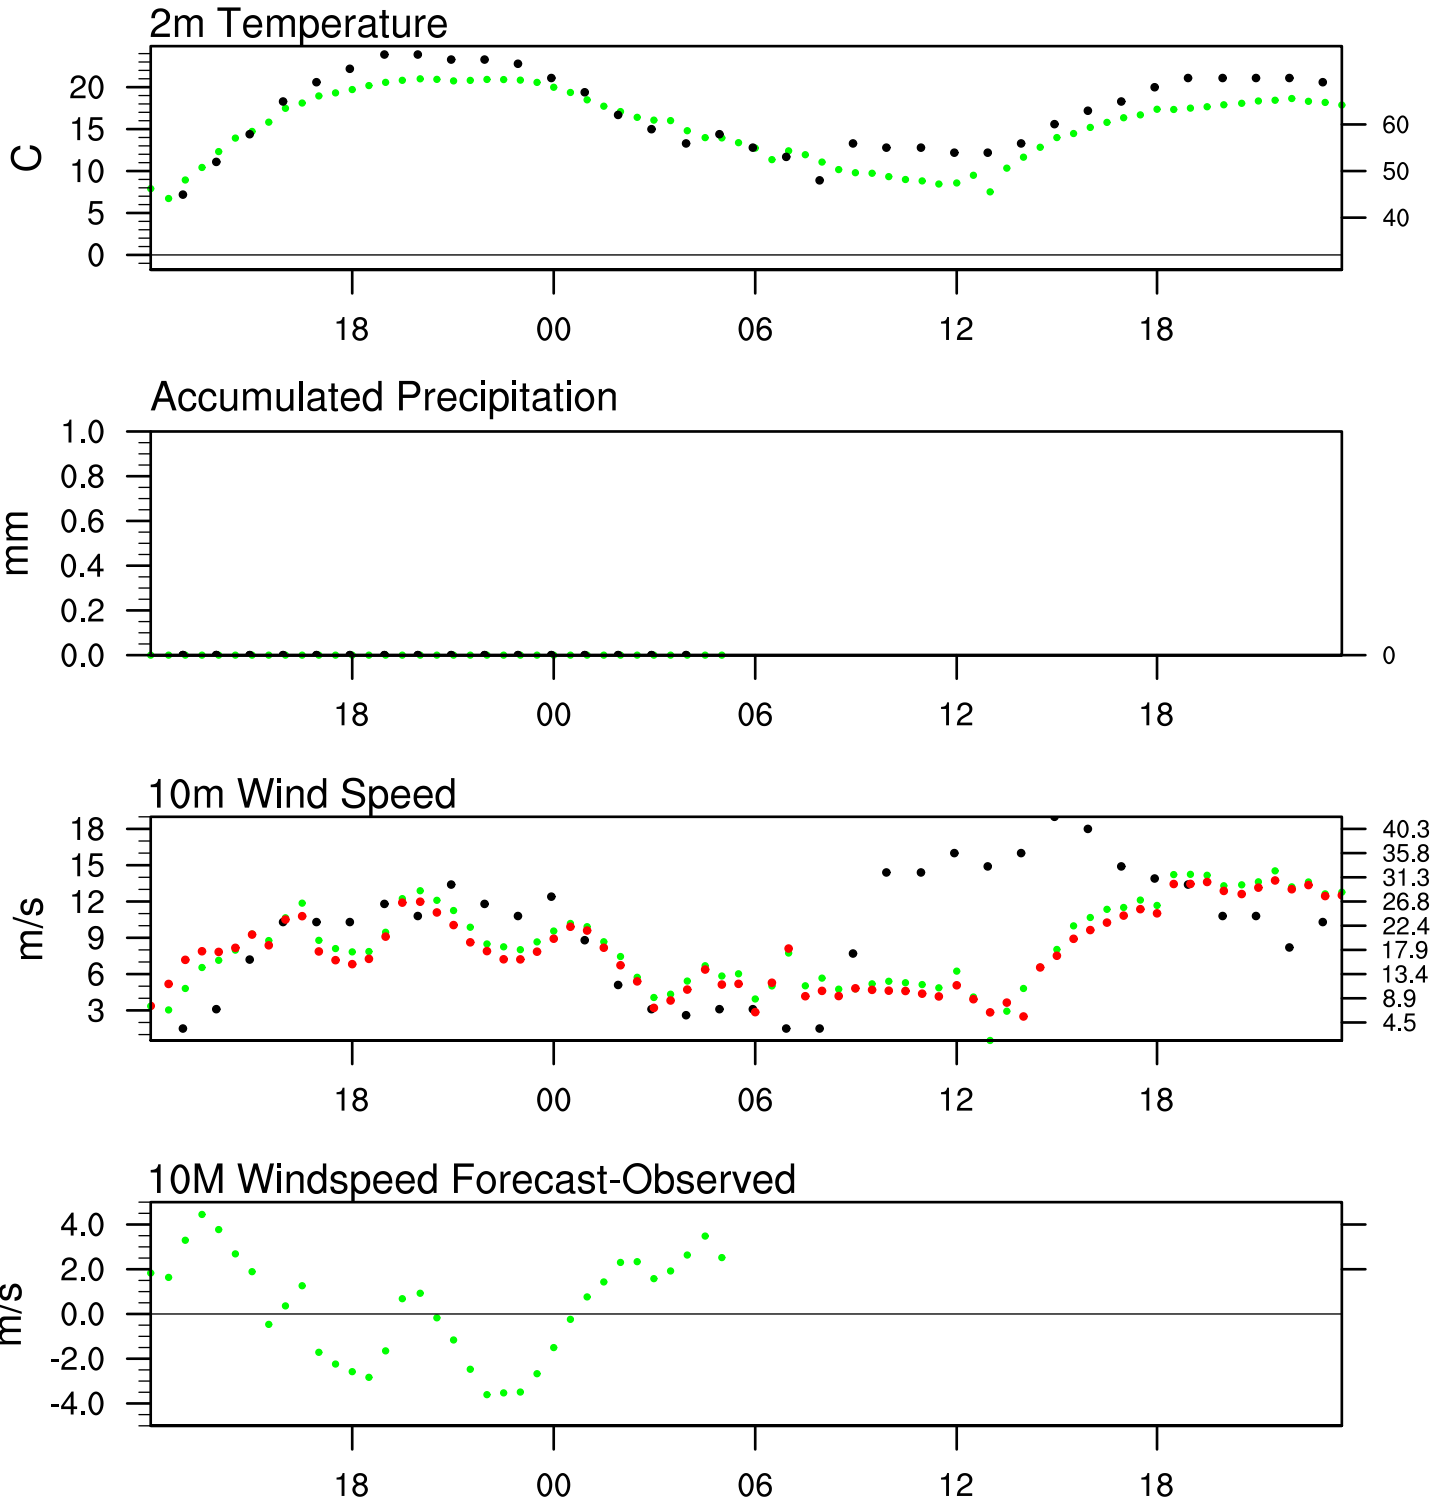 2m Temperature
20
15
10
5
0
C
60
50
40
18 00 06 12 18
Accumulated Precipitation
1.0
0.8
0.6
0.4
0.2
0.0
mm
0
18 00 06 12 18
10m Wind Speed
18
15
12
9
6
3
m/s
40.3
35.8
31.3
26.8
22.4
17.9
13.4
8.9
4.5
18 00 06 12 18
10M Windspeed Forecast-Observed
4.0
2.0
0.0
-2.0
-4.0
m/s
18 00 06 12 18